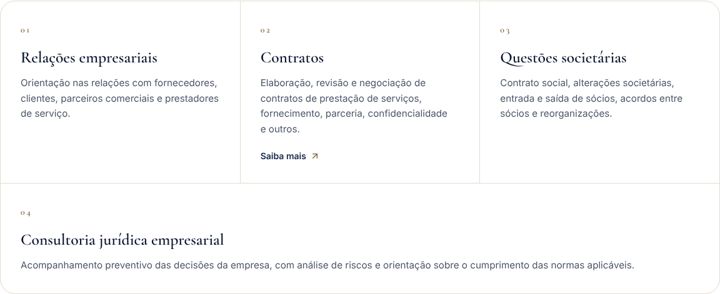 01
Relações empresariais
Orientação nas relações com fornecedores,
clientes, parceiros comerciais e prestadores
de serviço.
02
Contratos
Elaboração, revisão e negociação de
contratos de prestação de serviços,
fornecimento, parceria, confidencialidade
e outros.
Saiba mais
03
Questões societárias
Contrato social, alterações societárias,
entrada e saída de sócios, acordos entre
sócios e reorganizações.
04
Consultoria jurídica empresarial
Acompanhamento preventivo das decisões da empresa, com análise de riscos e orientação sobre o cumprimento das normas aplicáveis.